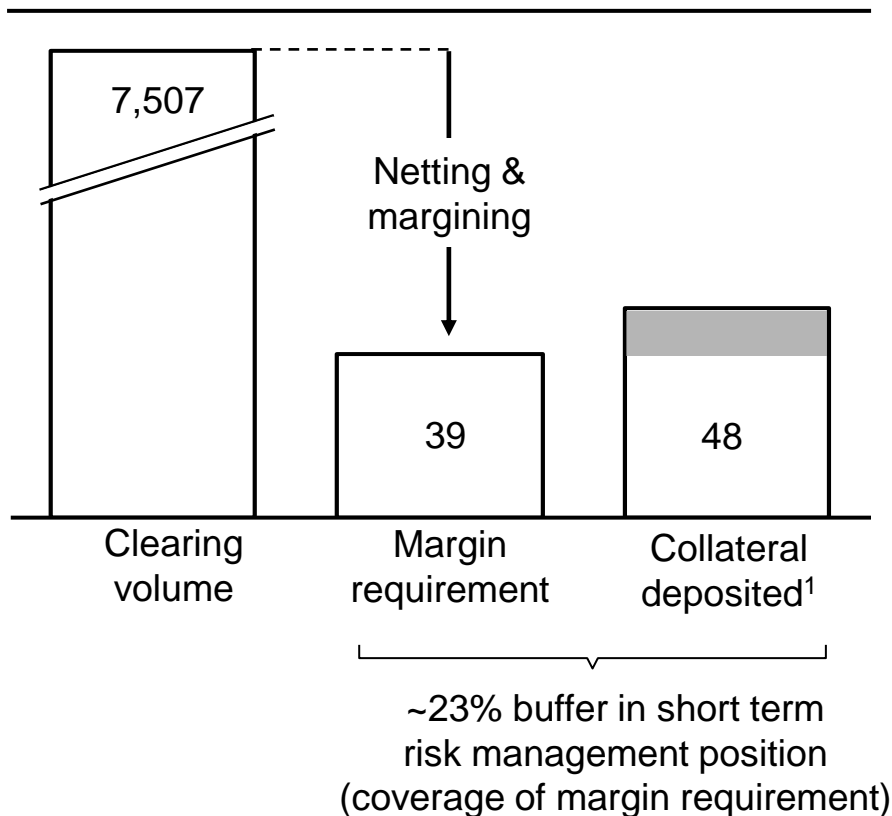 7,507
Netting &
margining
39
48
Clearing
volume
Margin
requirement
Collateral
deposited¹
~23% buffer in short term
risk management position
(coverage of margin requirement)